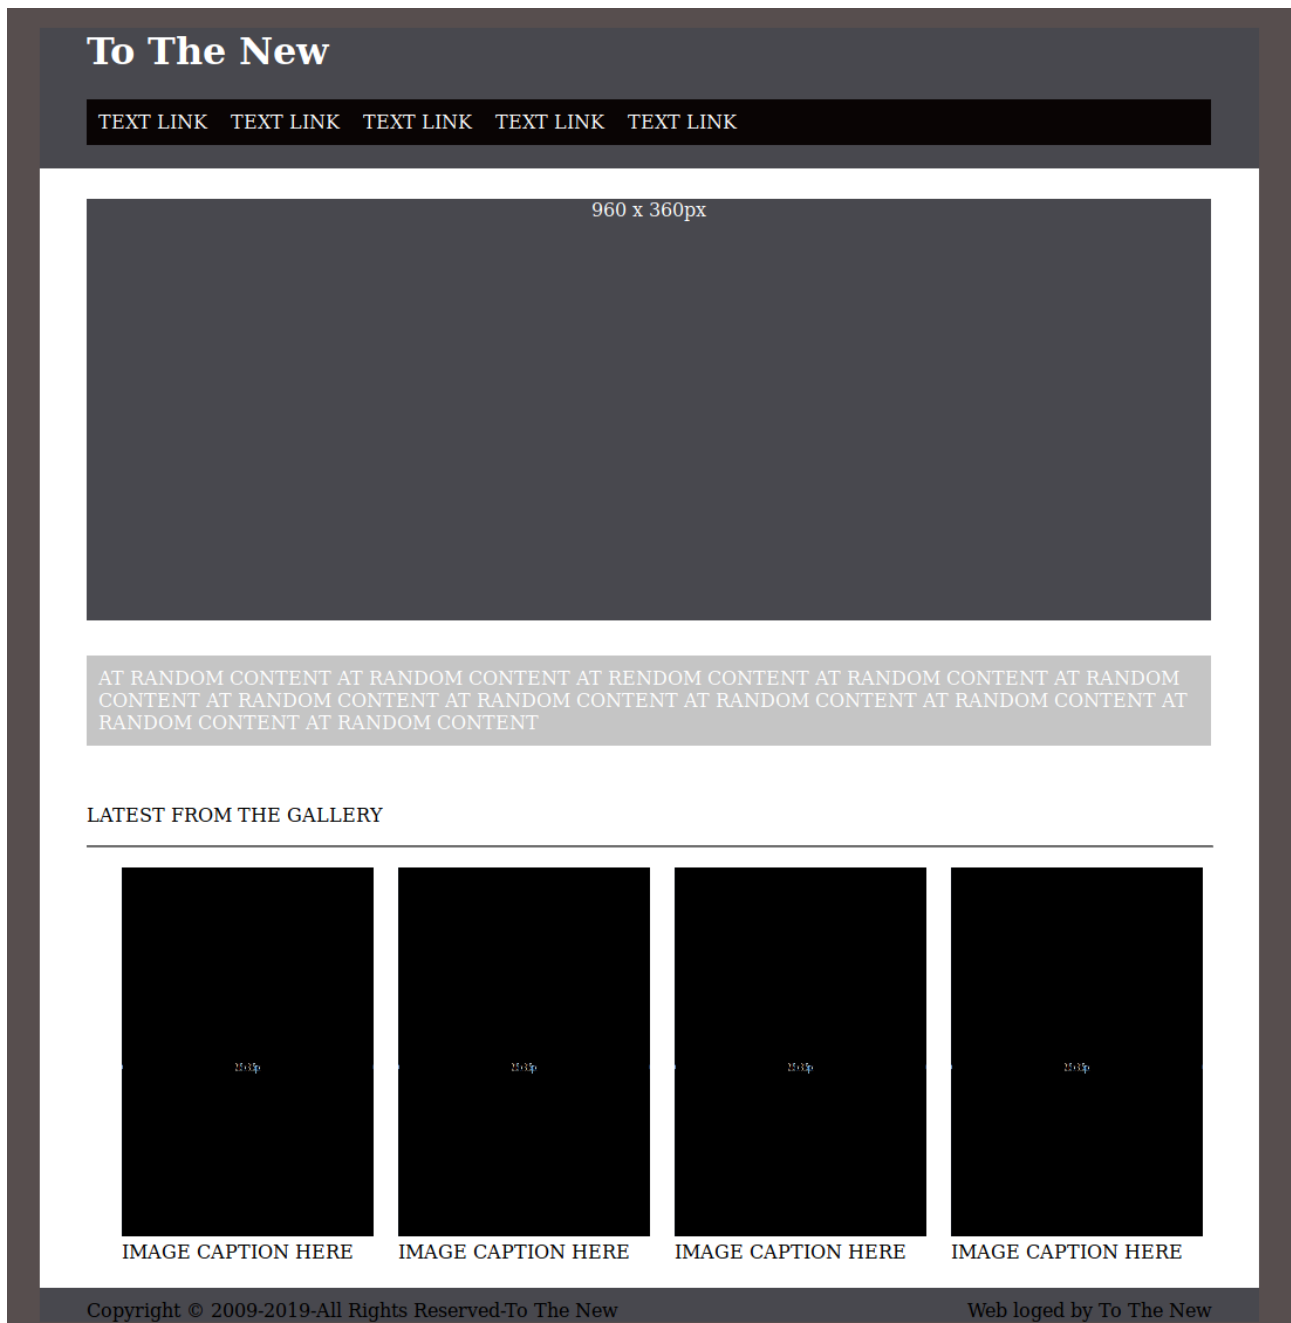 To The New
TEXT LINK TEXT LINK TEXT LINK TEXT LINK TEXT LINK
960 x 360px
AT RANDOM CONTENT AT RANDOM CONTENT AT RENDOM CONTENT AT RANDOM CONTENT AT RANDOM
CONTENT AT RANDOM CONTENT AT RANDOM CONTENT AT RANDOM CONTENT AT RANDOM CONTENT AT
RANDOM CONTENT AT RANDOM CONTENT
LATEST FROM THE GALLERY
IMAGE CAPTION HERE IMAGE CAPTION HERE IMAGE CAPTION HERE IMAGE CAPTION HERE
Copyright © 2009-2019-All Rights Reserved-To The New Web loged by To The New